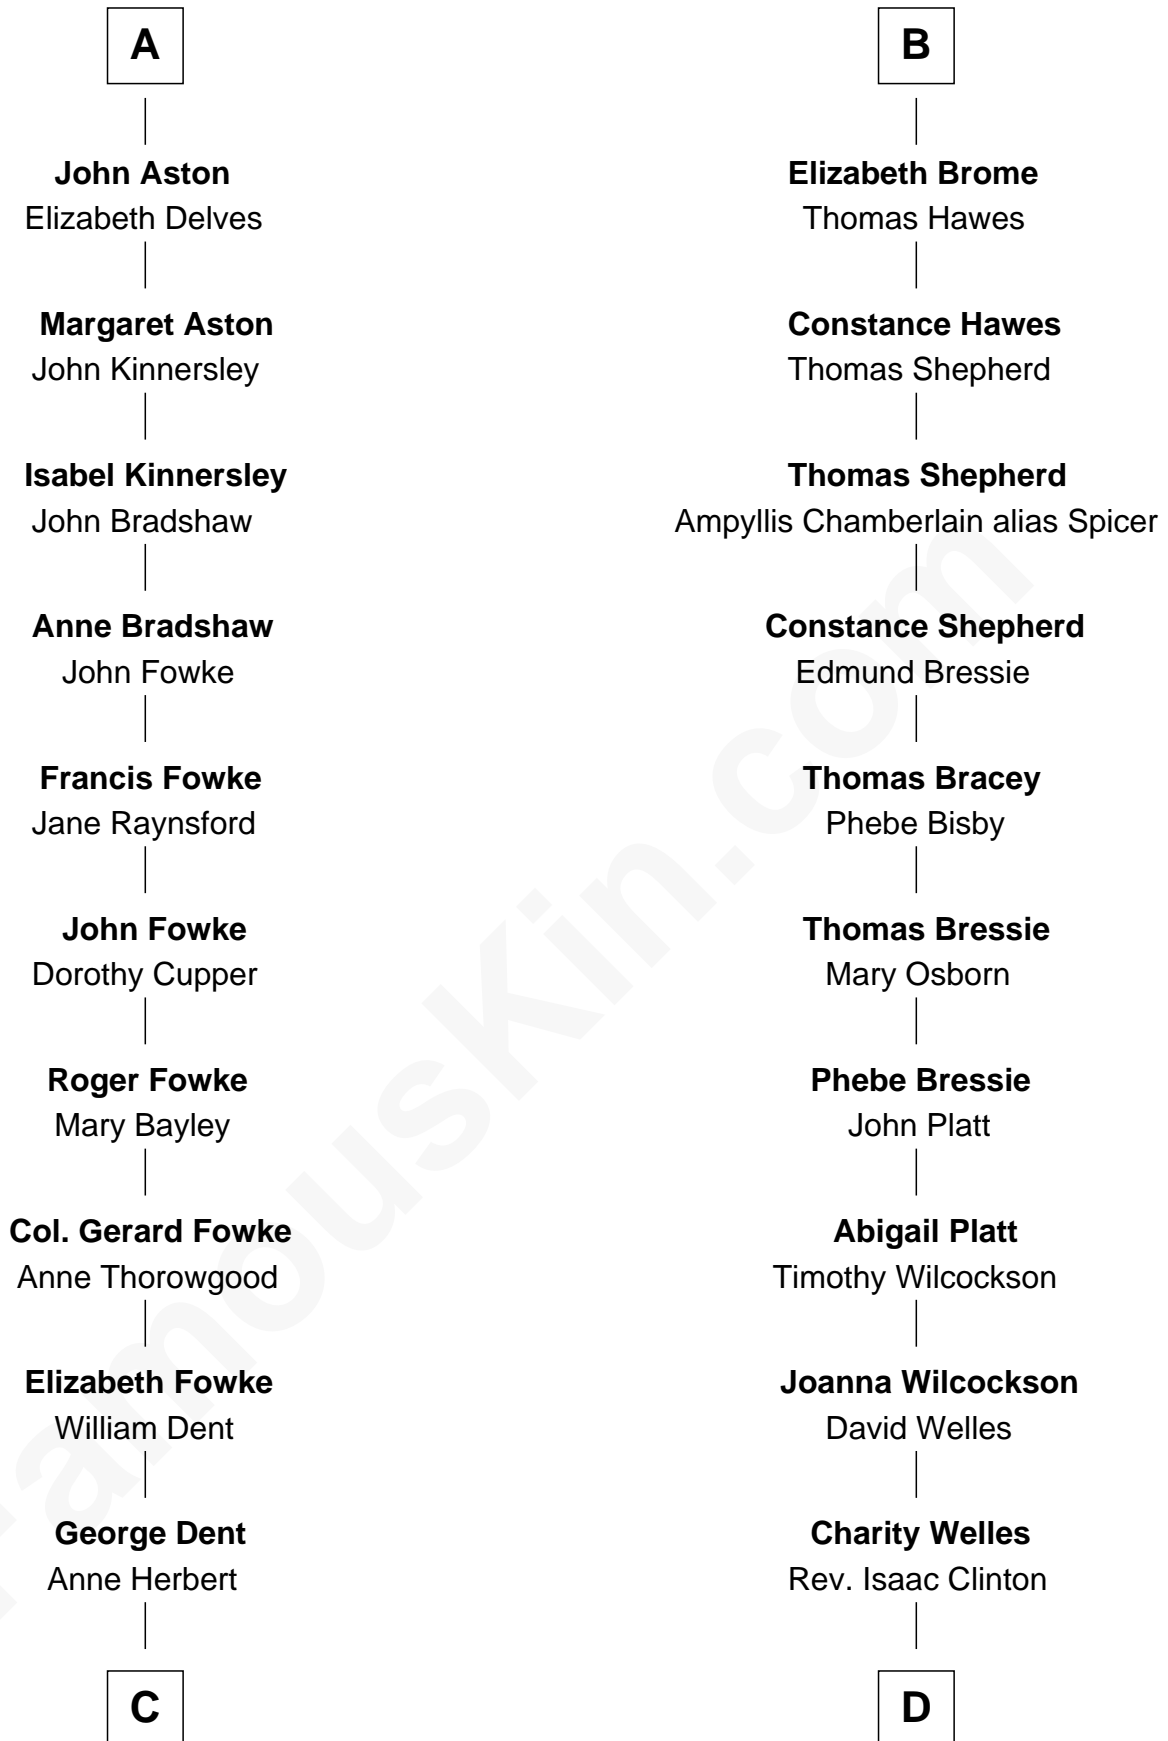 A
John Aston
Elizabeth Delves
Margaret Aston
John Kinnersley
Isabel Kinnersley
John Bradshaw
Anne Bradshaw
John Fowke
Francis Fowke
Jane Raynsford
John Fowke
Dorothy Cupper
Roger Fowke
Mary Bayley
Col. Gerard Fowke
Anne Thorowgood
Elizabeth Fowke
William Dent
George Dent
Anne Herbert
C
B
Elizabeth Brome
Thomas Hawes
Constance Hawes
Thomas Shepherd
Thomas Shepherd
Ampyllis Chamberlain alias Spicer
Constance Shepherd
Edmund Bressie
Thomas Bracey
Phebe Bisby
Thomas Bressie
Mary Osborn
Phebe Bressie
John Platt
Abigail Platt
Timothy Wilcockson
Joanna Wilcockson
David Welles
Charity Welles
Rev. Isaac Clinton
D
FamousKin.com